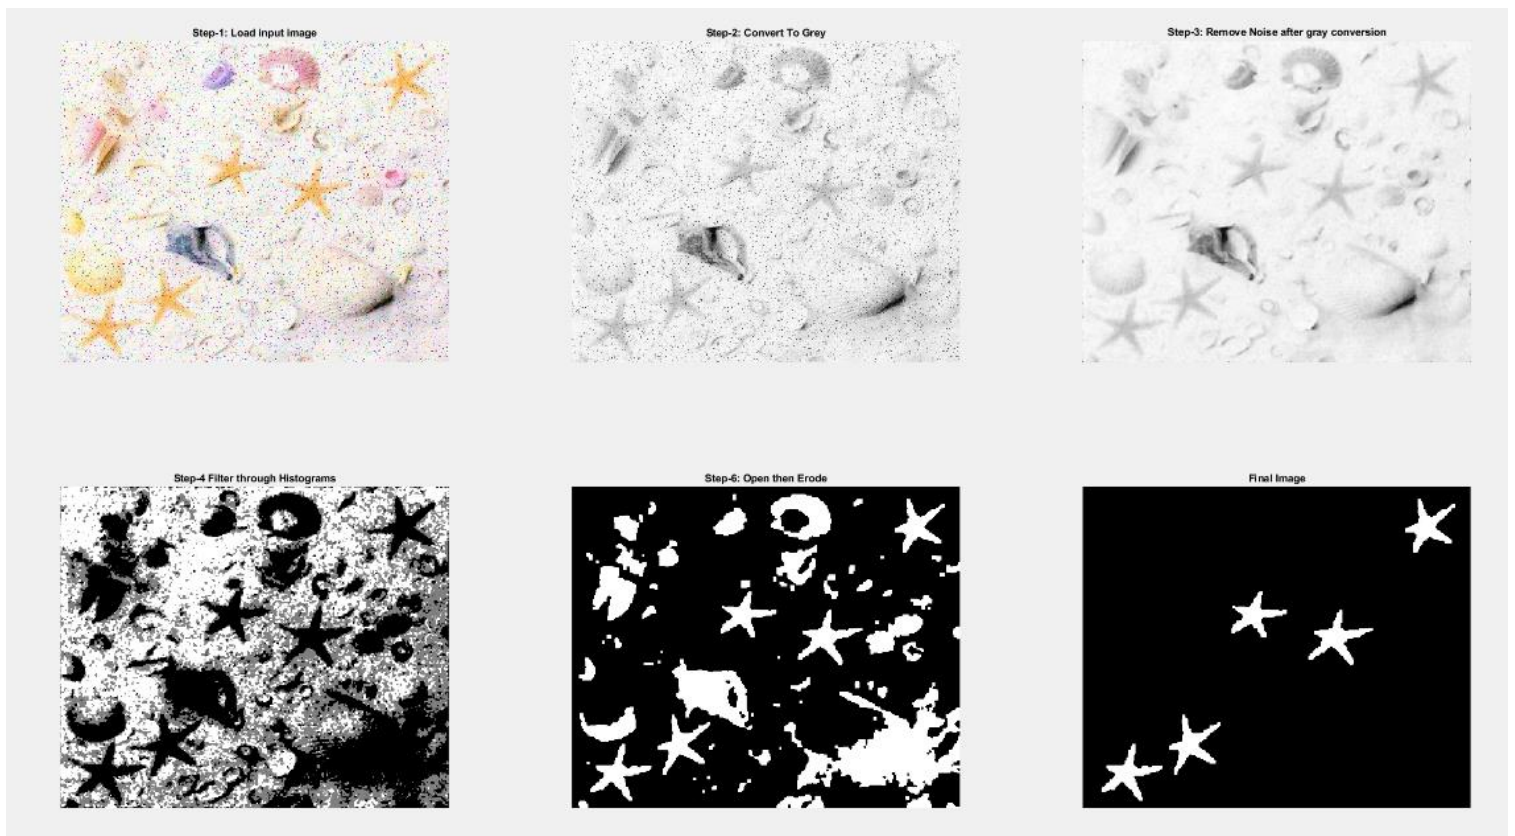 Step-1: Load input image
Step-2: Convert To Grey
Step-3: Remove Noise after gray conversion
Step-4 Filter through Histograms
Step-6: Open then Erode
Final Image